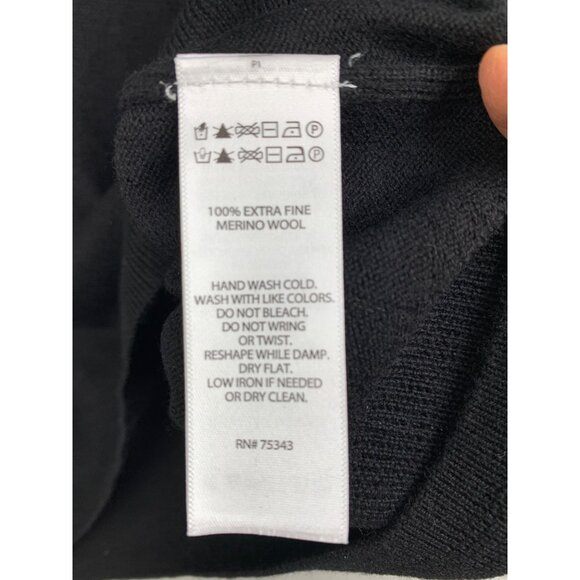 100% EXTRA FINE
MERINO WOOL
HAND WASH COLD.
WASH WITH LIKE COLORS.
DO NOT BLEACH.
DO NOT WRING
OR TWIST.
RESHAPE WHILE DAMP.
DRY FLAT.
LOW IRON IF NEEDED
OR DRY CLEAN.
RN# 75343